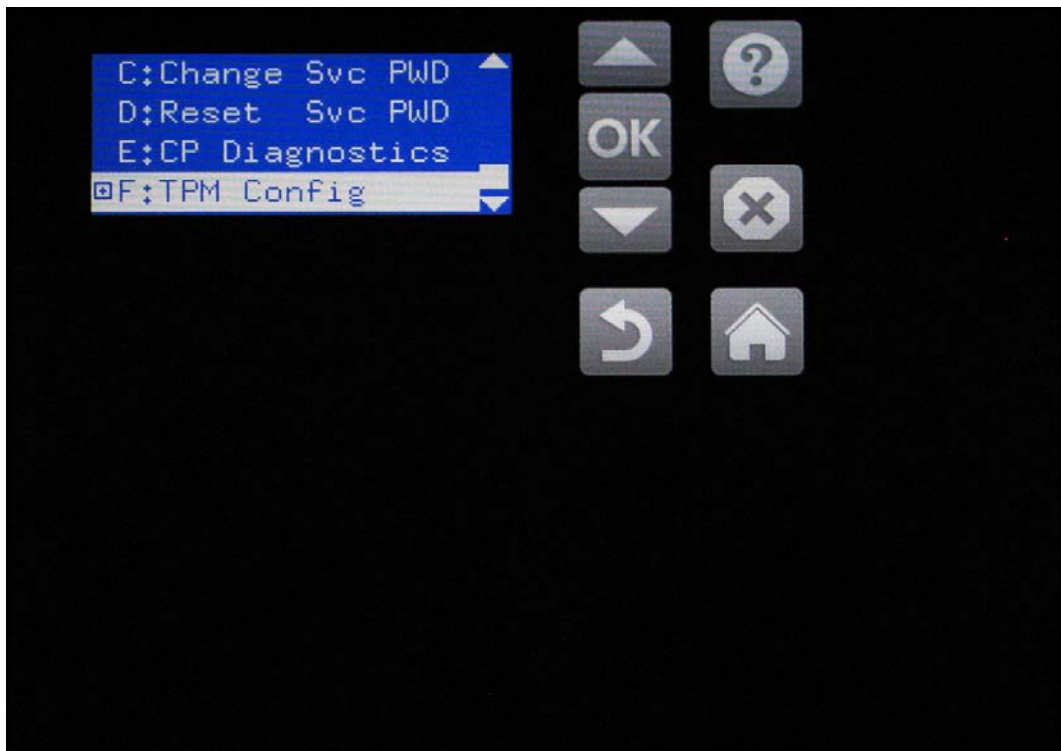 C:Change Svc PWD
D:Reset  Svc PWD
E:CP Diagnostics
F:TPM Config
OK
?